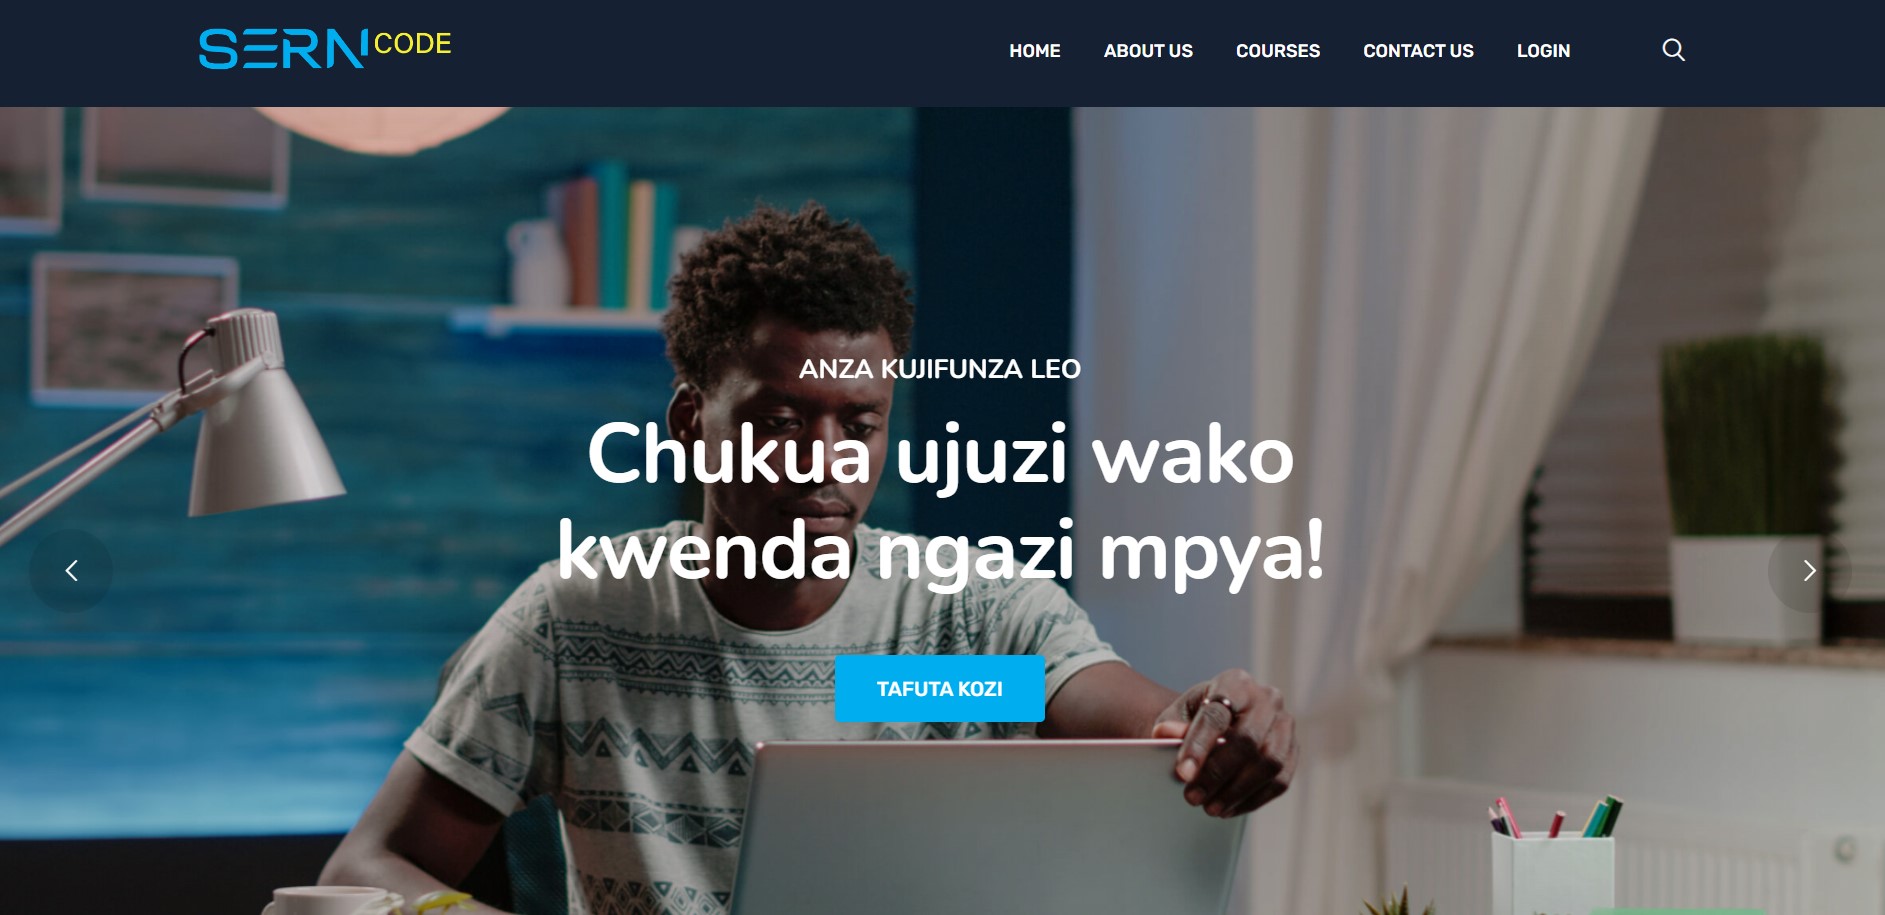 SERN CODE
HOME ABOUT US COURSES CONTACT US LOGIN
ANZA KUJIFUNZA LEO
Chukua ujuzi wako
kwenda ngazi mpya!
TAFUTA KOZI